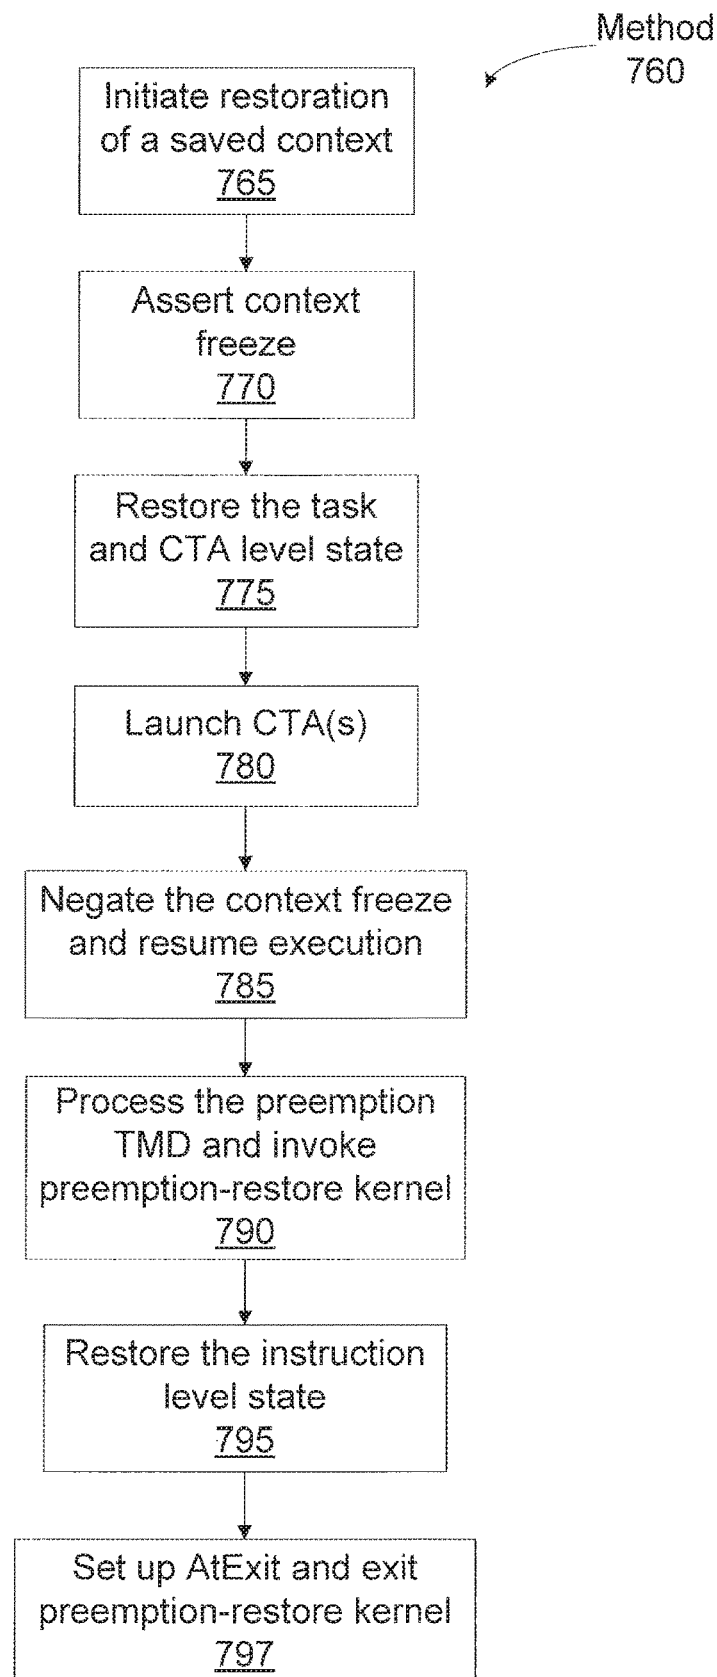 Method
760
Initiate restoration
of a saved context
765
Assert context
freeze
770
Restore the task
and CTA level state
775
Launch CTA(s)
780
Negate the context freeze
and resume execution
785
Process the preemption
TMD and invoke
preemption-restore kernel
790
Restore the instruction
level state
795
Set up AtExit and exit
preemption-restore kernel
797